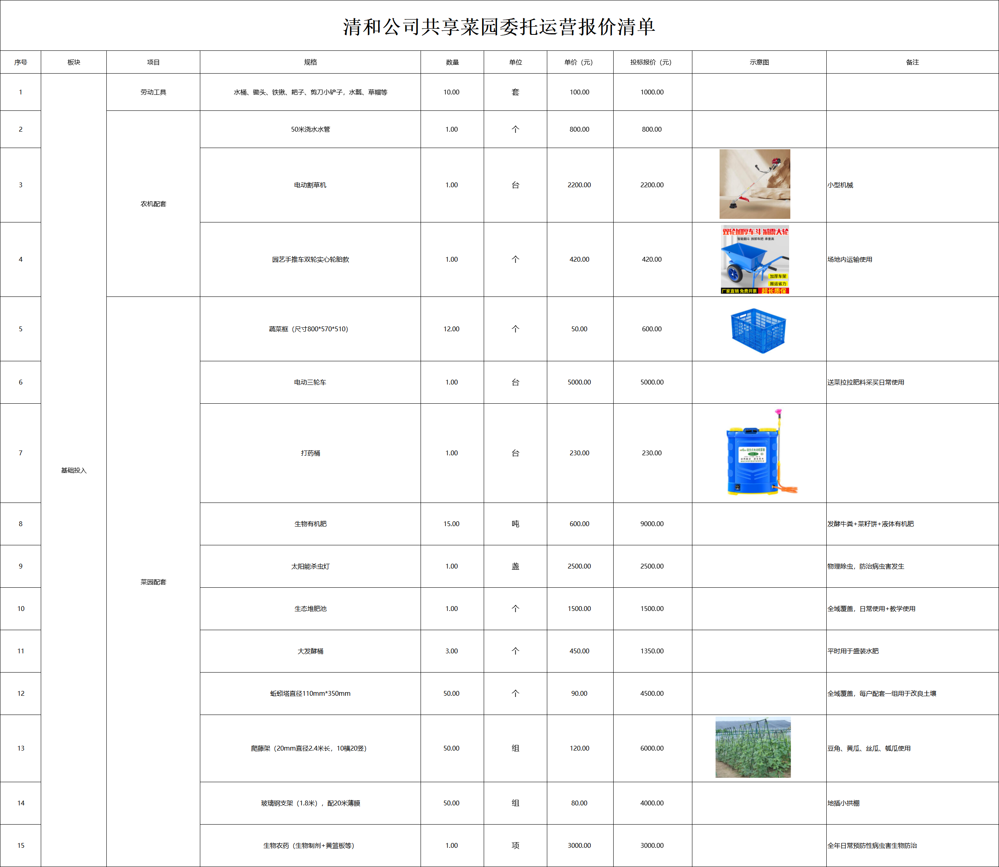 清和公司共享菜园委托运营报价清单
序号 板块 项目 规格 数量 单位 单价（元） 投标报价（元） 示意图 备注
1 基础投入 劳动工具 水桶、锄头、铁锹、耙子、剪刀小铲子，水瓢、草帽等 10.00 套 100.00 1000.00
2 农机配套 50米浇水水管 1.00 个 800.00 800.00
3 电动割草机 1.00 台 2200.00 2200.00 小型机械
4 园艺手推车双轮实心轮胎款 1.00 个 420.00 420.00 场地内运输使用
双轮加厚车斗 减震大轮
智能翻斗 拆卸车把 承重高
加厚车架
搬运省力
厂家直销 免费开票 超长质保
5 菜园配套 蔬菜框（尺寸800*570*510） 12.00 个 50.00 600.00
6 电动三轮车 1.00 台 5000.00 5000.00 送菜拉拉肥料采买日常使用
7 打药桶 1.00 台 230.00 230.00
8 生物有机肥 15.00 吨 600.00 9000.00 发酵牛粪+菜籽饼+液体有机肥
9 太阳能杀虫灯 1.00 盏 2500.00 2500.00 物理除虫，防治病虫害发生
10 生态堆肥池 1.00 个 1500.00 1500.00 全域覆盖，日常使用+教学使用
11 大发酵桶 3.00 个 450.00 1350.00 平时用于盛装水肥
12 蚯蚓塔直径110mm*350mm 50.00 个 90.00 4500.00 全域覆盖，每户配套一组用于改良土壤
13 爬藤架（20mm直径2.4米长，10横20竖） 50.00 组 120.00 6000.00 豆角、黄瓜、丝瓜、瓠瓜使用
14 玻璃钢支架（1.8米），配20米薄膜 50.00 组 80.00 4000.00 地插小拱棚
15 生物农药（生物制剂+黄篮板等） 1.00 项 3000.00 3000.00 全年日常预防性病虫害生物防治